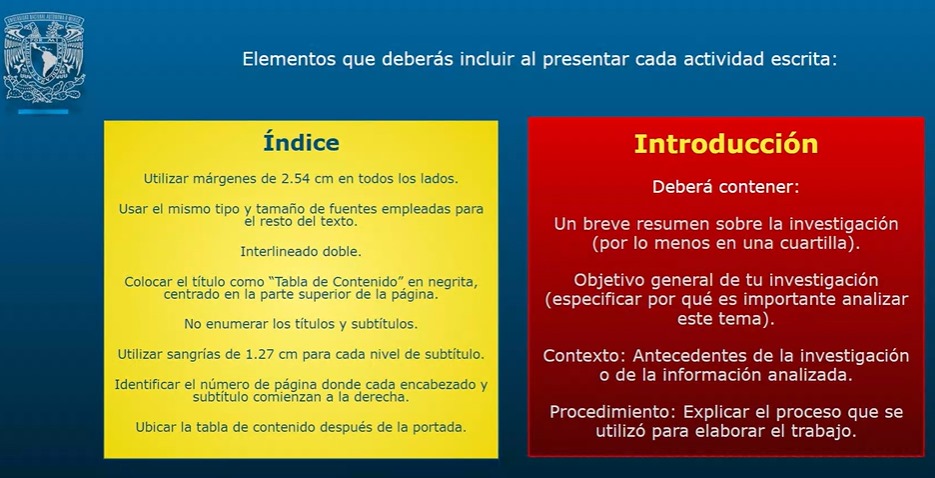 Elementos que deberás incluir al presentar cada actividad escrita:
Índice
Utilizar márgenes de 2.54 cm en todos los lados.
Usar el mismo tipo y tamaño de fuentes empleadas para
el resto del texto.
Interlineado doble.
Colocar el título como “Tabla de Contenido” en negrita,
centrado en la parte superior de la página.
No enumerar los títulos y subtítulos.
Utilizar sangrías de 1.27 cm para cada nivel de subtítulo.
Identificar el número de página donde cada encabezado y
subtítulo comienzan a la derecha.
Ubicar la tabla de contenido después de la portada.
Introducción
Deberá contener:
Un breve resumen sobre la investigación
(por lo menos en una cuartilla).
Objetivo general de tu investigación
(especificar por qué es importante analizar
este tema).
Contexto: Antecedentes de la investigación
o de la información analizada.
Procedimiento: Explicar el proceso que se
utilizó para elaborar el trabajo.